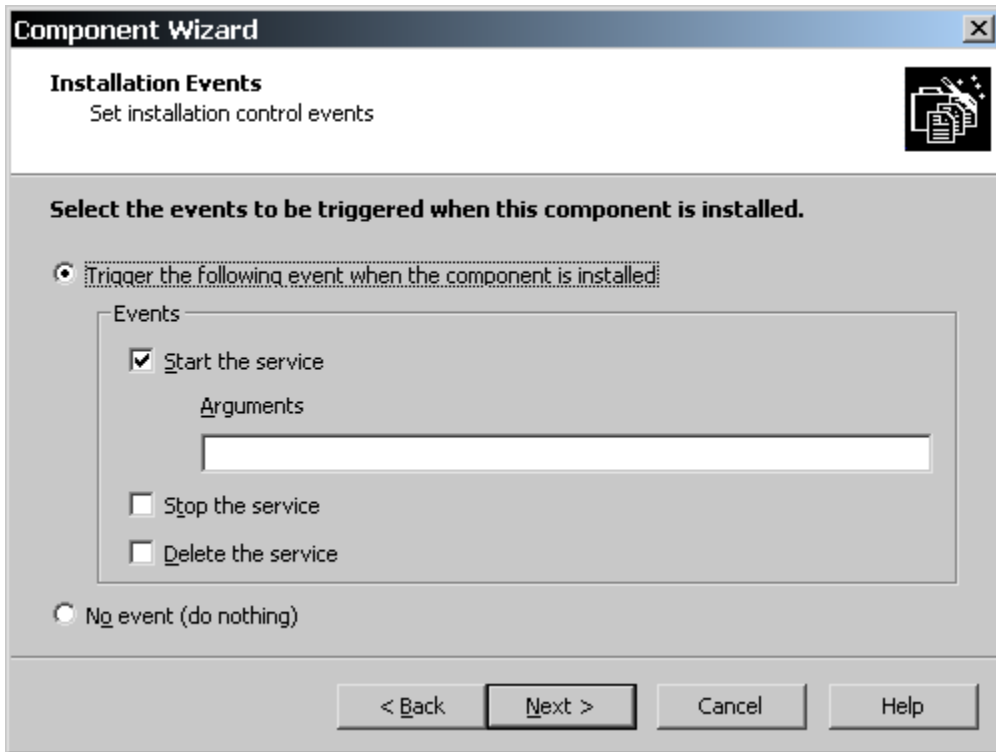 Component Wizard
Installation Events
Set installation control events
Select the events to be triggered when this component is installed.
Trigger the following event when the component is installed
Events
Start the service
Arguments
Stop the service
Delete the service
No event (do nothing)
< Back
Next >
Cancel
Help